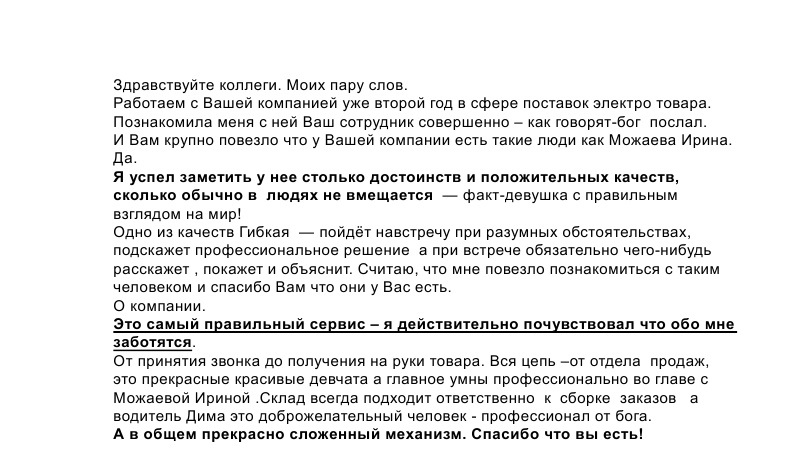 Здравствуйте коллеги. Моих пару слов.
Работаем с Вашей компанией уже второй год в сфере поставок электро товара.
Познакомила меня с ней Ваш сотрудник совершенно – как говорят-бог  послал.
И Вам крупно повезло что у Вашей компании есть такие люди как Можаева Ирина.
Да.
Я успел заметить у нее столько достоинств и положительных качеств,
сколько обычно в  людях не вмещается  — факт-девушка с правильным
взглядом на мир!
Одно из качеств Гибкая  — пойдёт навстречу при разумных обстоятельствах,
подскажет профессиональное решение  а при встрече обязательно чего-нибудь
расскажет , покажет и объяснит. Считаю, что мне повезло познакомиться с таким
человеком и спасибо Вам что они у Вас есть.
О компании.
Это самый правильный сервис – я действительно почувствовал что обо мне
заботятся.
От принятия звонка до получения на руки товара. Вся цепь –от отдела  продаж,
это прекрасные красивые девчата а главное умны профессионально во главе с
Можаевой Ириной .Склад всегда подходит ответственно  к  сборке  заказов   а
водитель Дима это доброжелательный человек - профессионал от бога.
А в общем прекрасно сложенный механизм. Спасибо что вы есть!